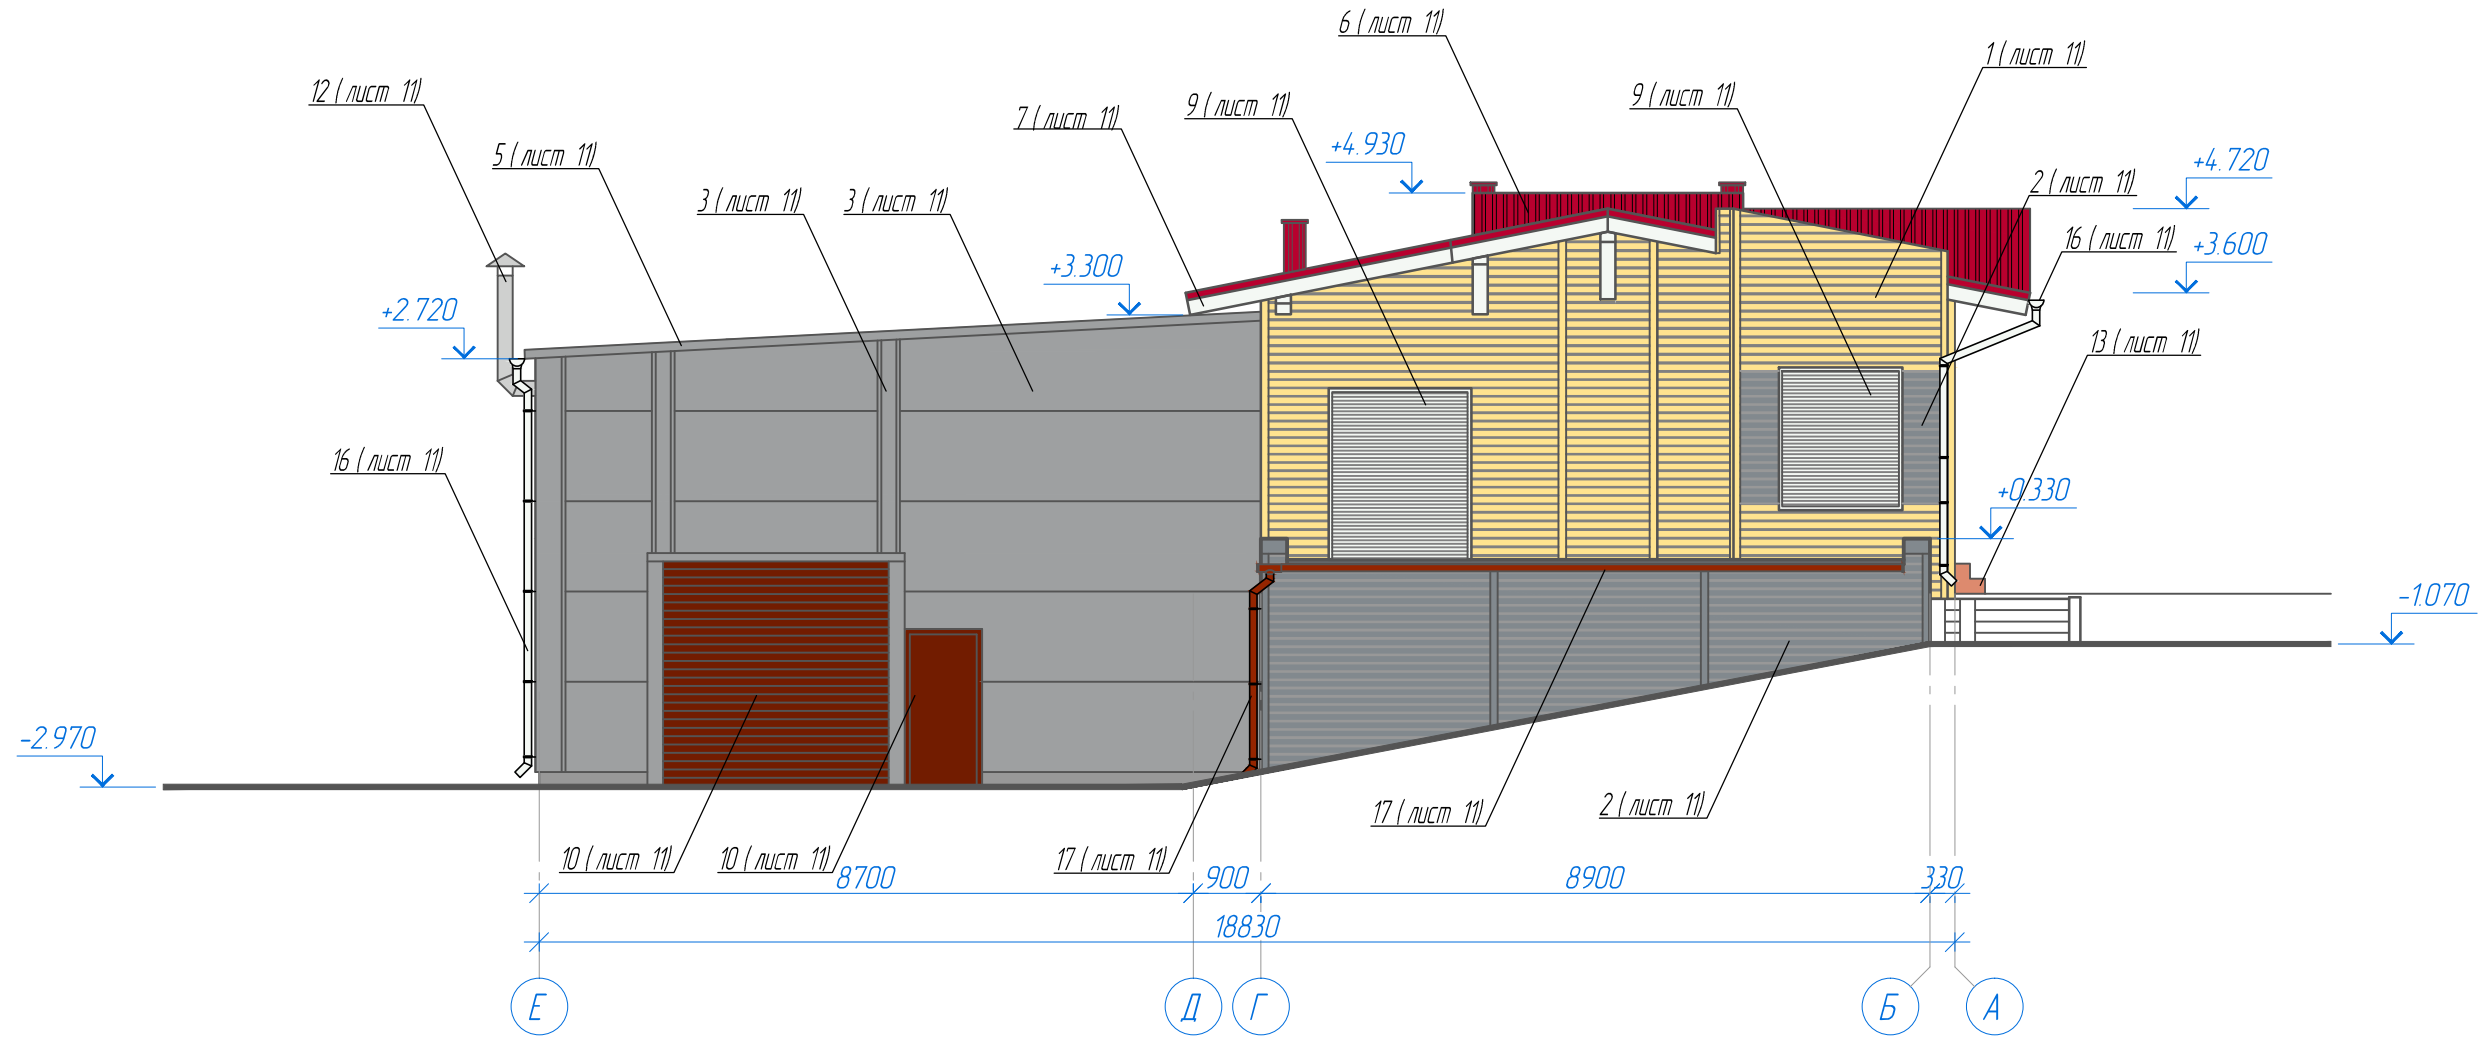 6 (лист 11)
1 (лист 11)
12 (лист 11)
9 (лист 11)
9 (лист 11)
7 (лист 11)
+4.930
+4.720
5 (лист 11)
2 (лист 11)
3 (лист 11)
3 (лист 11)
16 (лист 11)
+3.300
+3.600
+2.720
13 (лист 11)
16 (лист 11)
+0.330
-1.070
-2.970
17 (лист 11)
2 (лист 11)
10 (лист 11)
10 (лист 11)
17 (лист 11)
8700
900
8900
330
18830
Е
Д
Г
Б
А